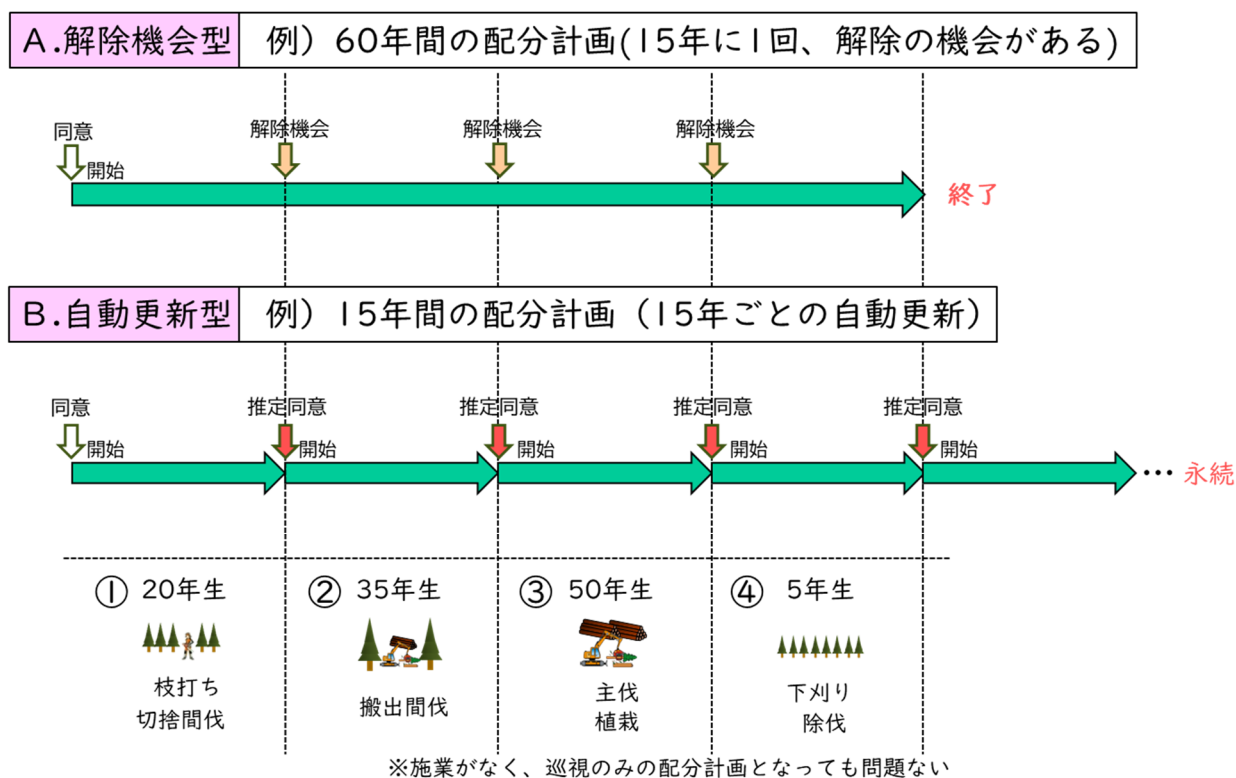 A.解除機会型 例）60年間の配分計画(15年に1回、解除の機会がある)
同意 解除機会 解除機会 解除機会
開始
終了
B.自動更新型 例）15年間の配分計画（15年ごとの自動更新）
同意 推定同意 推定同意 推定同意 推定同意
開始 開始 開始 開始 開始
… 永続
① 20年生 ② 35年生 ③ 50年生 ④ 5年生
枝打ち
切捨間伐
搬出間伐
主伐
植栽
下刈り
除伐
※施業がなく、巡視のみの配分計画となっても問題ない